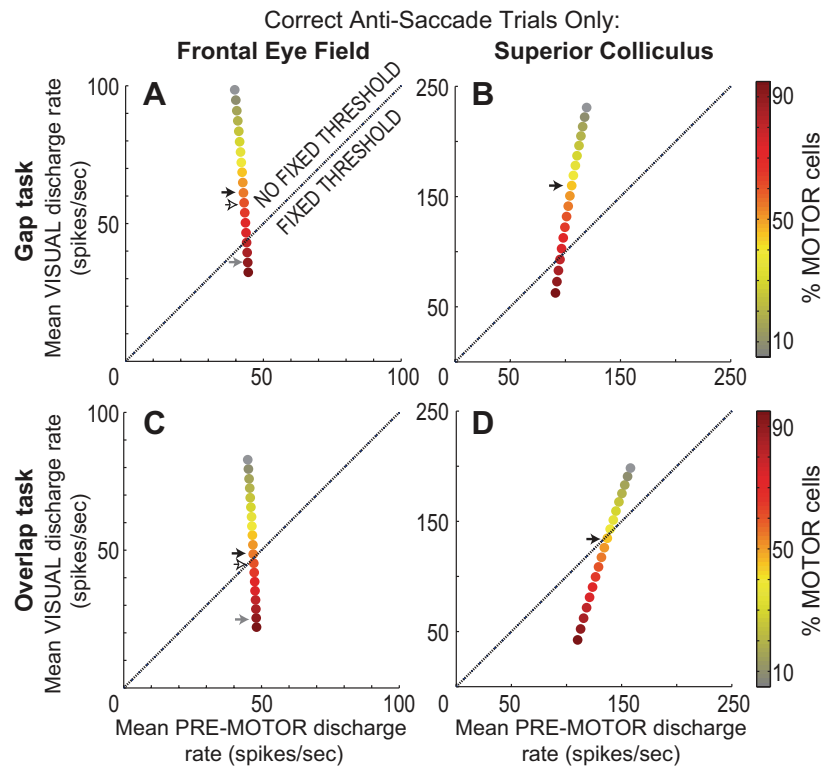 Correct Anti-Saccade Trials Only:
Frontal Eye Field
Superior Colliculus
Gap task
Mean VISUAL discharge rate
(spikes/sec)
A
NO FIXED THRESHOLD
FIXED THRESHOLD
100
50
0
50
100
B
250
150
50
0
50
150
250
90
50
10
% MOTOR cells
Overlap task
Mean VISUAL discharge rate
(spikes/sec)
C
100
50
0
50
100
Mean PRE-MOTOR discharge
rate (spikes/sec)
D
250
150
50
0
50
150
250
Mean PRE-MOTOR discharge
rate (spikes/sec)
90
50
10
% MOTOR cells